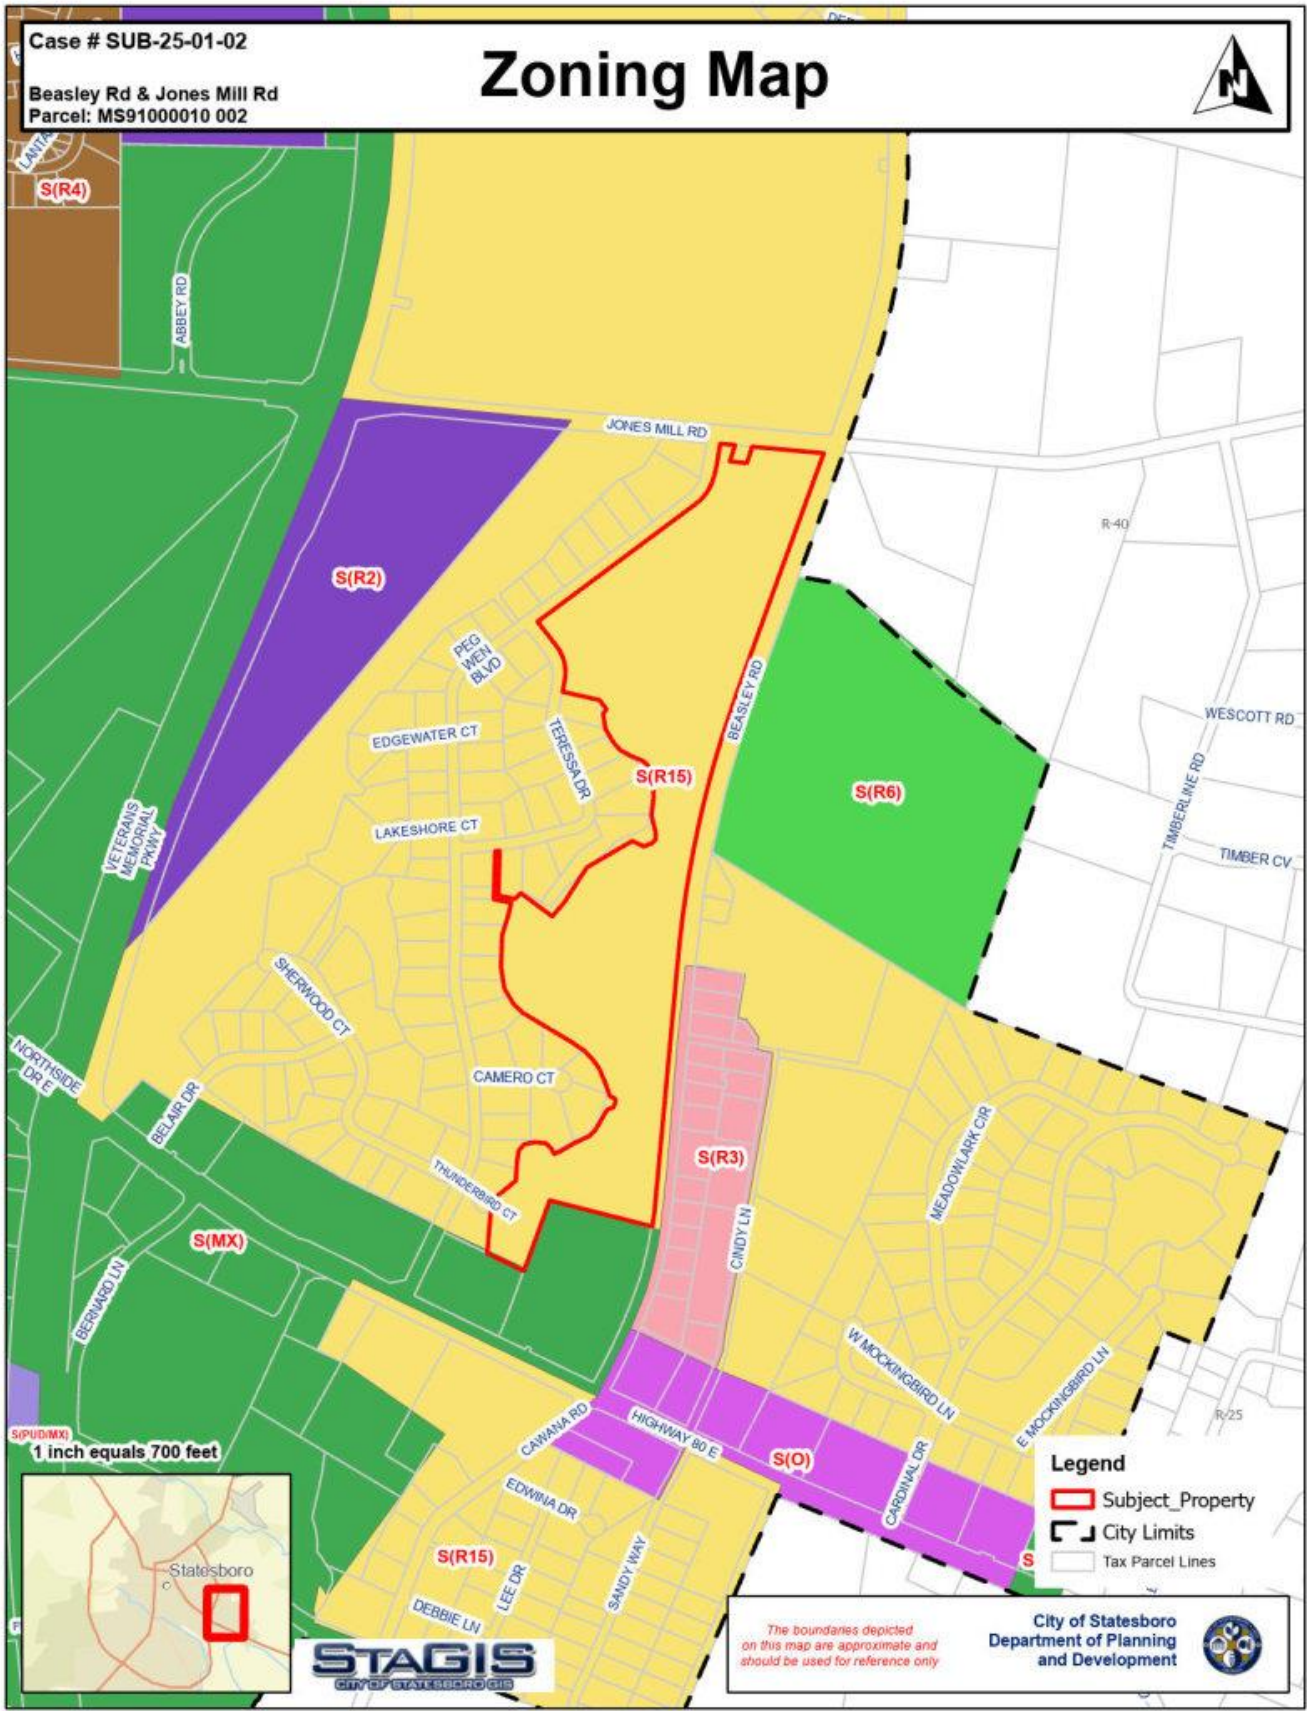 Case # SUB-25-01-02
Zoning Map
Beasley Rd & Jones Mill Rd
Parcel: MS91000010 002
N
S(R4)
ABBEY RD
JONES MILL RD
R-40
S(R2)
PEG
WEN
BLVD
BEASLEY RD
WESCOTT RD
EDGEWATER CT
TERESSA DR
S(R15)
S(R6)
TIMBERLINE RD
VETERANS
MEMORIAL
PKWY
LAKESHORE CT
TIMBER CV
SHERWOOD CT
NORTHSIDE
DR E
CAMERO CT
BELAIR DR
MEADOWLARK CIR
S(R3)
THUNDERBIRD CT
S(MX)
CINDY LN
BERNARD LN
W MOCKINGBIRD LN
E MOCKINGBIRD LN
R-25
CAWANA RD
HIGHWAY 80 E
S(O)
CARDINAL DR
S(PUD/MX)
1 inch equals 700 feet
EDWINA DR
S(R15)
LEE DR
SANDY WAY
DEBBIE LN
Legend
Subject_Property
City Limits
Tax Parcel Lines
Statesboro
STAGIS
CITY OF STATESBORO GIS
The boundaries depicted
on this map are approximate and
should be used for reference only
City of Statesboro
Department of Planning
and Development